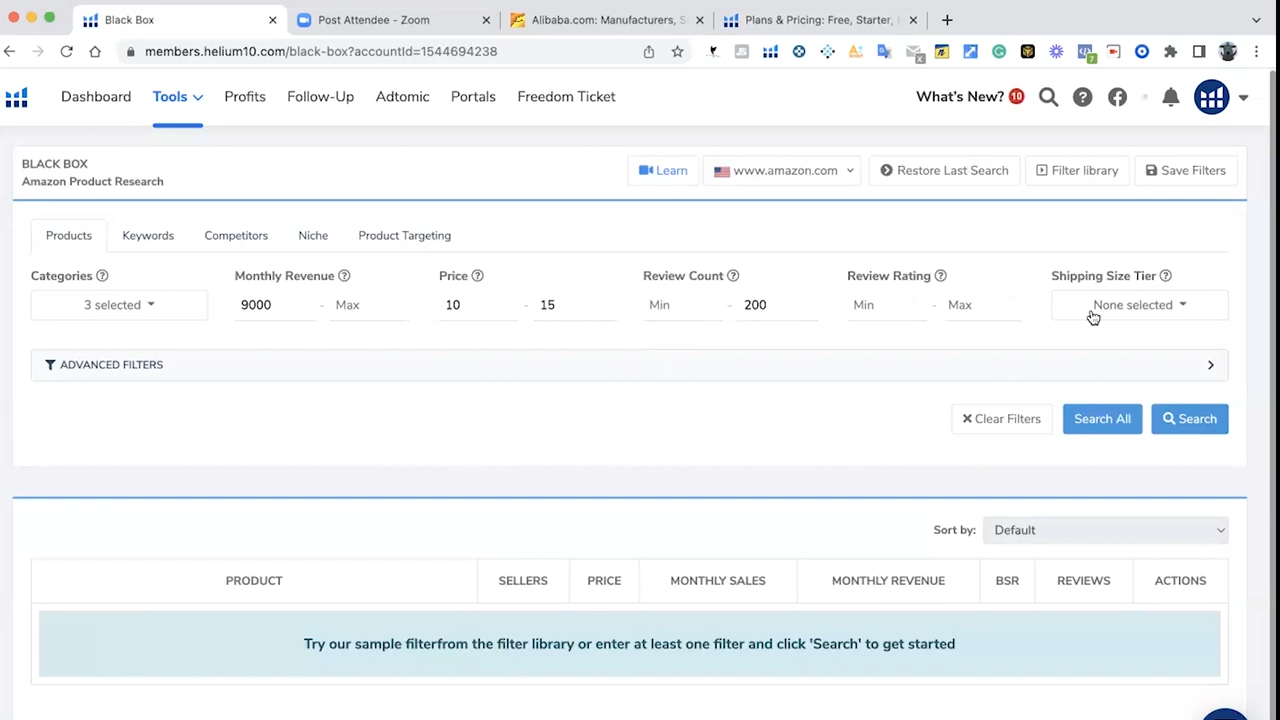 Black Box
Post Attendee - Zoom
Alibaba.com: Manufacturers, S
Plans & Pricing: Free, Starter,
members.helium10.com/black-box?accountId=1544694238
JS
X
7
Dashboard
Tools
Profits
Follow-Up
Adtomic
Portals
Freedom Ticket
What's New? 10
BLACK BOX
Amazon Product Research
Learn
www.amazon.com
Restore Last Search
Filter library
Save Filters
Products
Keywords
Competitors
Niche
Product Targeting
Categories
Monthly Revenue
Price
Review Count
Review Rating
Shipping Size Tier
3 selected
9000 - Max
10 - 15
Min - 200
Min - Max
None selected
ADVANCED FILTERS
Clear Filters
Search All
Search
Sort by: Default
PRODUCT
SELLERS
PRICE
MONTHLY SALES
MONTHLY REVENUE
BSR
REVIEWS
ACTIONS
Try our sample filterfrom the filter library or enter at least one filter and click 'Search' to get started